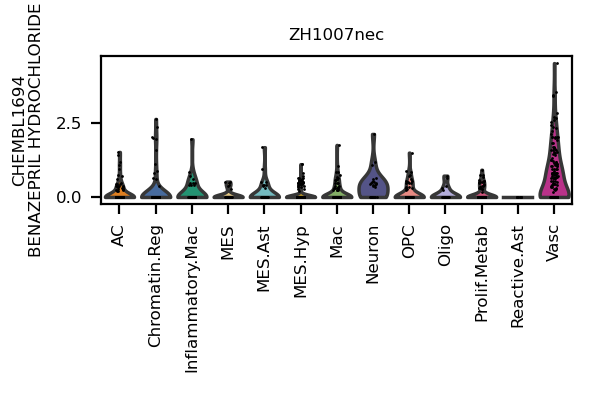 ZH1007nec
CHEMBL1694
BENAZEPRIL HYDROCHLORIDE
2.5
0.0
AC
Chromatin.Reg
Inflammatory.Mac
MES
MES.Ast
MES.Hyp
Mac
Neuron
OPC
Oligo
Prolif.Metab
Reactive.Ast
Vasc